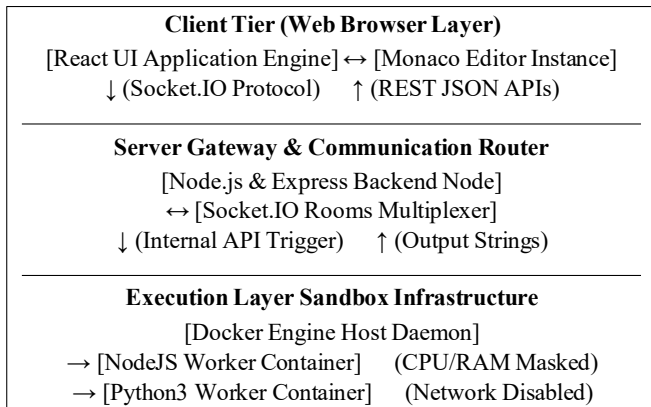 Client Tier (Web Browser Layer)
[React UI Application Engine] ↔ [Monaco Editor Instance]
↓ (Socket.IO Protocol) ↑ (REST JSON APIs)
Server Gateway & Communication Router
[Node.js & Express Backend Node]
↔ [Socket.IO Rooms Multiplexer]
↓ (Internal API Trigger) ↑ (Output Strings)
Execution Layer Sandbox Infrastructure
[Docker Engine Host Daemon]
→ [NodeJS Worker Container] (CPU/RAM Masked)
→ [Python3 Worker Container] (Network Disabled)